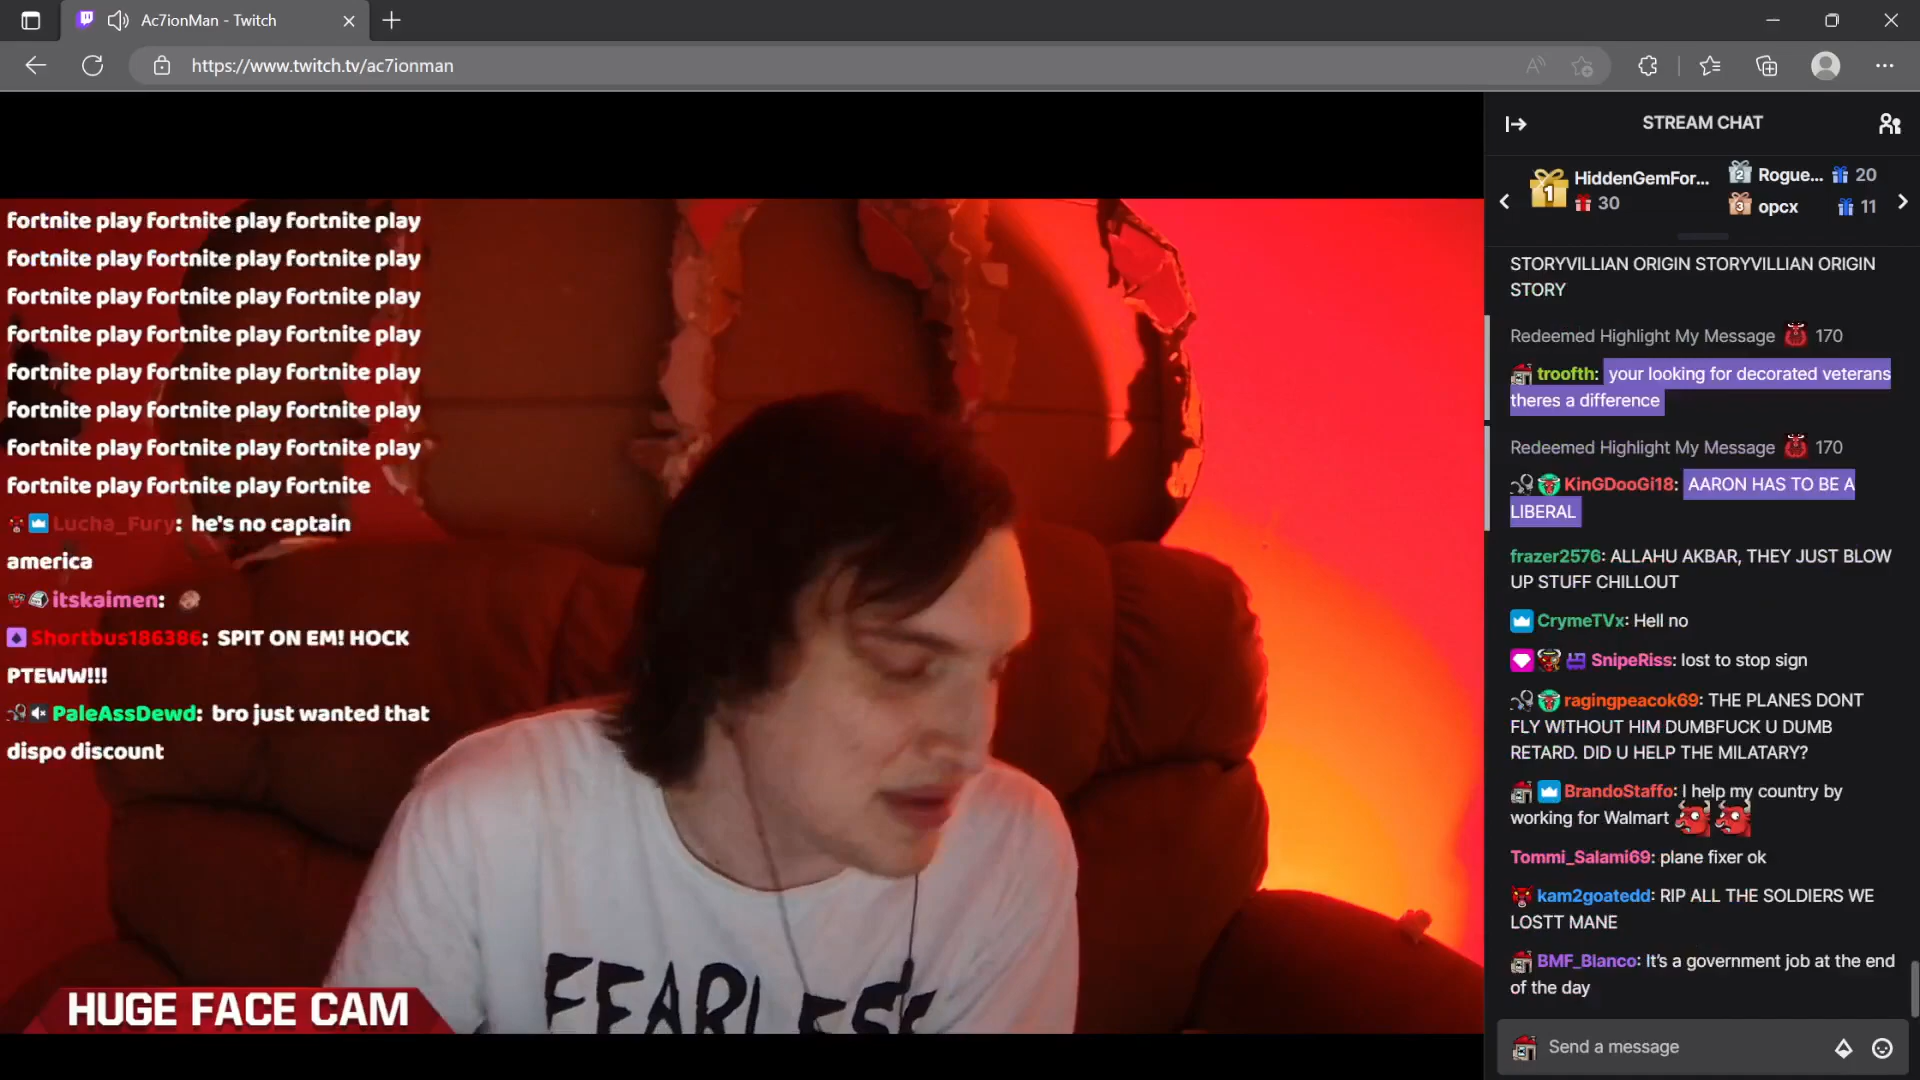 Ac7ionMan - Twitch
https://www.twitch.tv/ac7ionman
fortnite play fortnite play fortnite play
fortnite play fortnite play fortnite play
fortnite play fortnite play fortnite play
fortnite play fortnite play fortnite play
fortnite play fortnite play fortnite play
fortnite play fortnite play fortnite play
fortnite play fortnite play fortnite play
fortnite play fortnite play fortnite
Lucha_Fury: he's no captain
america
itskaimen:
Shortbus186386: SPIT ON EM! HOCK
PTEWW!!!
PaleAssDewd: bro just wanted that
dispo discount
FEARLESS
HUGE FACE CAM
STREAM CHAT
1 HiddenGemFor...
30
2 Rogue... 20
3 opcx 11
STORYVILLIAN ORIGIN STORYVILLIAN ORIGIN
STORY
Redeemed Highlight My Message 170
troofth: your looking for decorated veterans
theres a difference
Redeemed Highlight My Message 170
KinGDooGi18: AARON HAS TO BE A
LIBERAL
frazer2576: ALLAHU AKBAR, THEY JUST BLOW
UP STUFF CHILLOUT
CrymeTVx: Hell no
SnipeRiss: lost to stop sign
ragingpeacok69: THE PLANES DONT
FLY WITHOUT HIM DUMBFUCK U DUMB
RETARD. DID U HELP THE MILATARY?
BrandoStaffo: I help my country by
working for Walmart
Tommi_Salami69: plane fixer ok
kam2goatedd: RIP ALL THE SOLDIERS WE
LOSTT MANE
BMF_Blanco: It's a government job at the end
of the day
Send a message